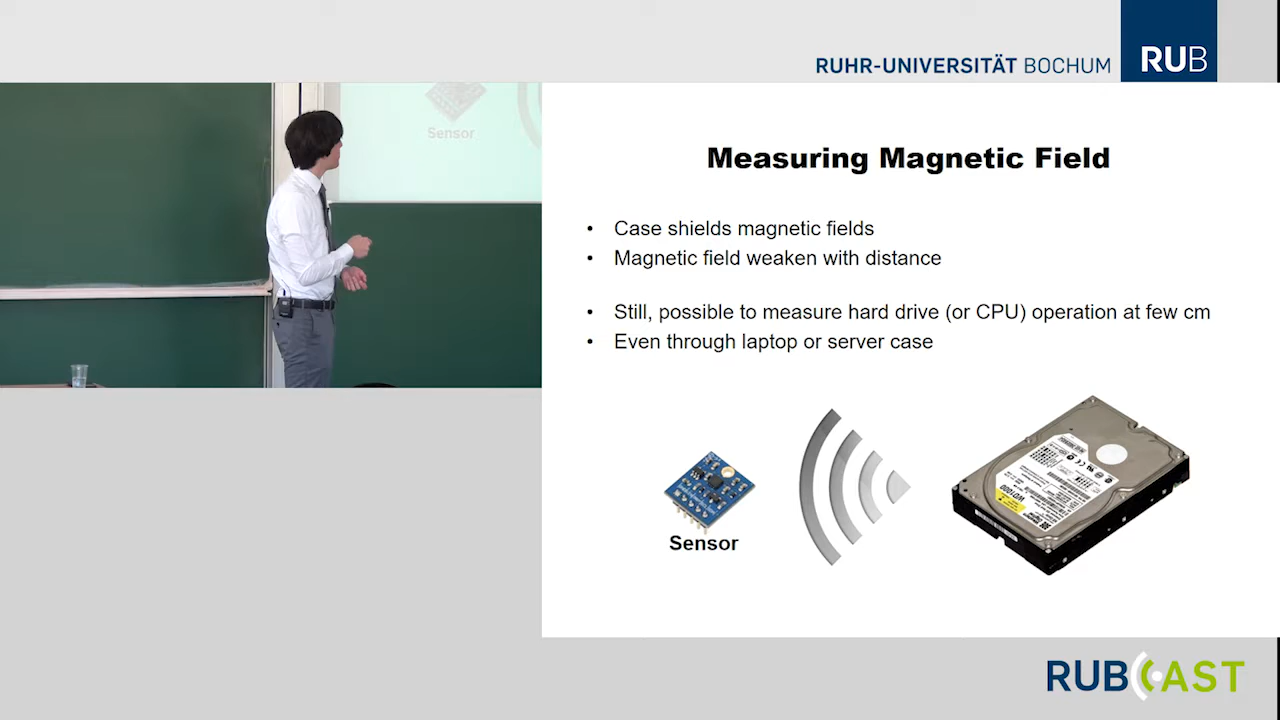 RUHR-UNIVERSITÄT BOCHUM
RUB
Sensor
Measuring Magnetic Field
• Case shields magnetic fields
• Magnetic field weaken with distance
• Still, possible to measure hard drive (or CPU) operation at few cm
• Even through laptop or server case
Sensor
RUBCAST